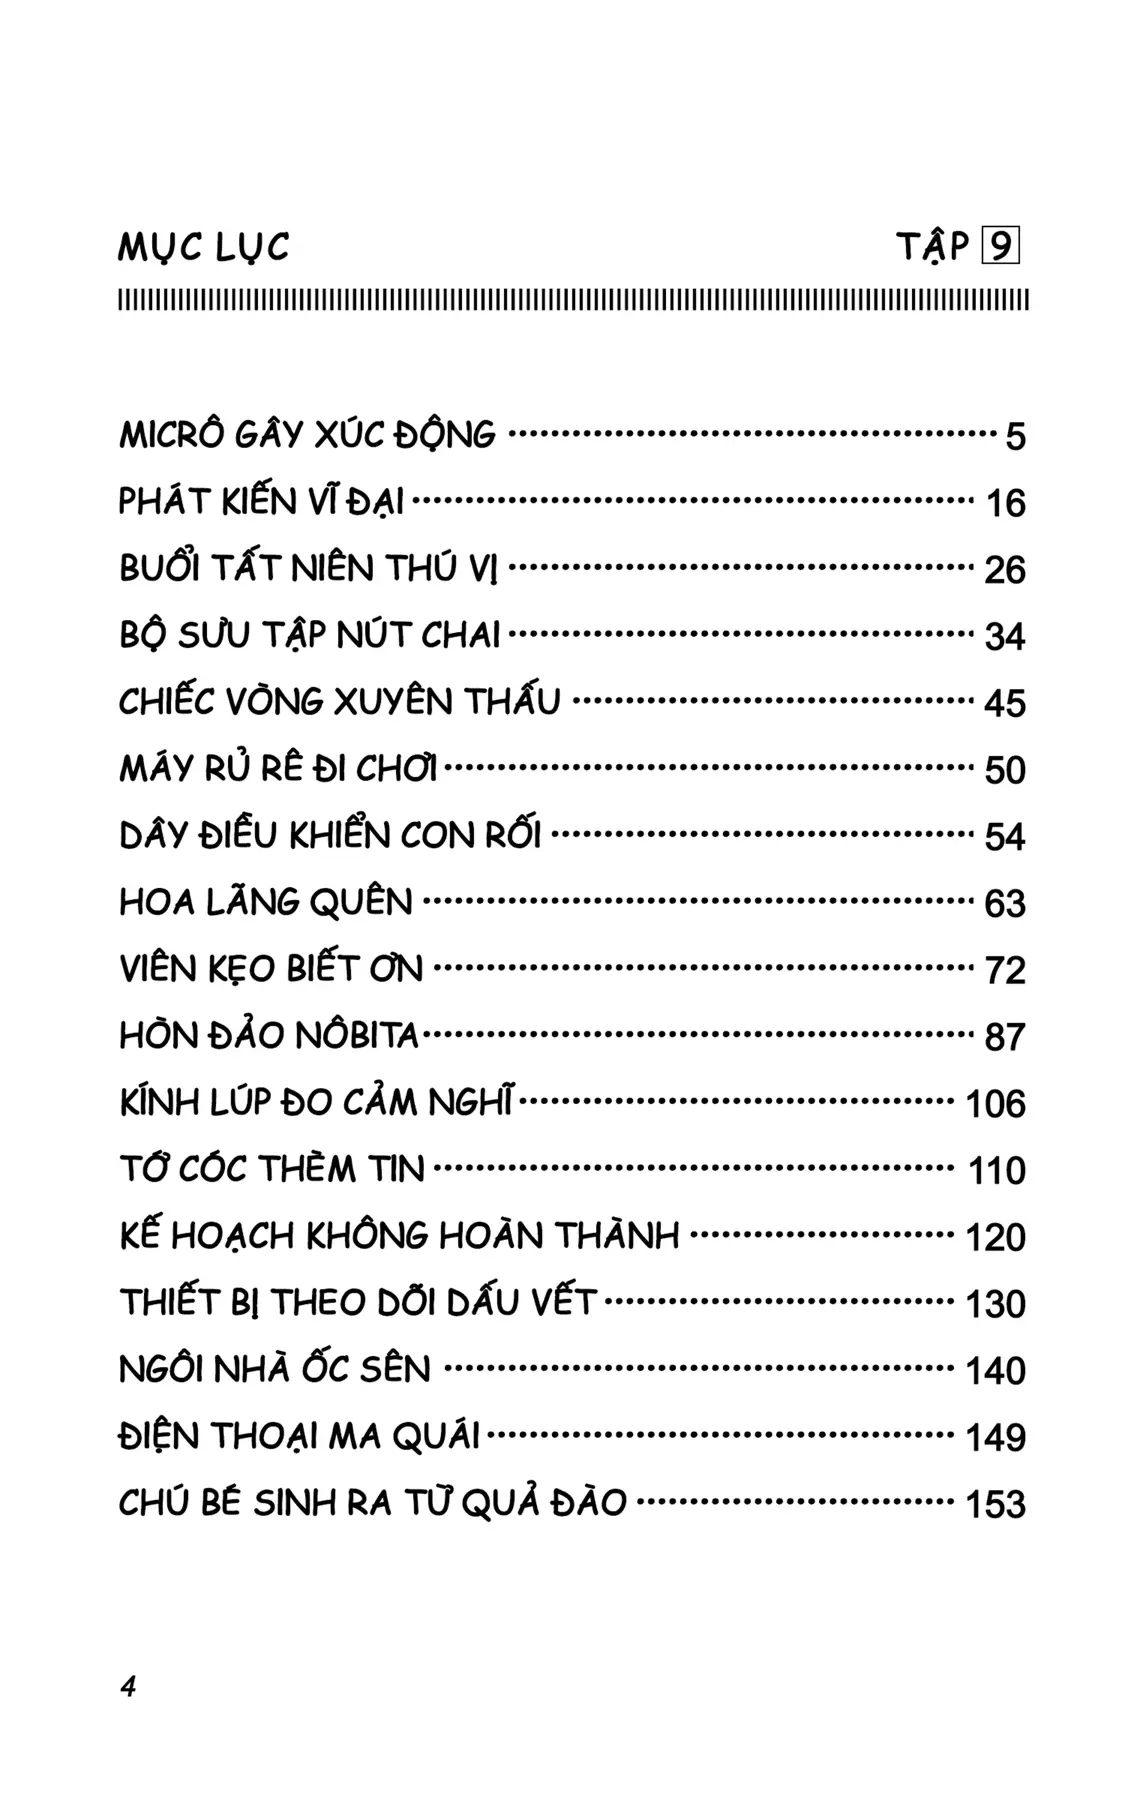 MỤC LỤC TẬP 9
MICRÔ GÂY XÚC ĐỘNG 5
PHÁT KIẾN VĨ ĐẠI 16
BUỔI TẤT NIÊN THÚ VỊ 26
BỘ SƯU TẬP NÚT CHAI 34
CHIẾC VÒNG XUYÊN THẤU 45
MÁY RỦ RÊ ĐI CHƠI 50
DÂY ĐIỀU KHIỂN CON RỐI 54
HOA LÃNG QUÊN 63
VIÊN KẸO BIẾT ƠN 72
HÒN ĐẢO NÔBITA 87
KÍNH LÚP ĐO CẢM NGHĨ 106
TỚ CÓC THÈM TIN 110
KẾ HOẠCH KHÔNG HOÀN THÀNH 120
THIẾT BỊ THEO DÕI DẤU VẾT 130
NGÔI NHÀ ỐC SÊN 140
ĐIỆN THOẠI MA QUÁI 149
CHÚ BÉ SINH RA TỪ QUẢ ĐÀO 153
4